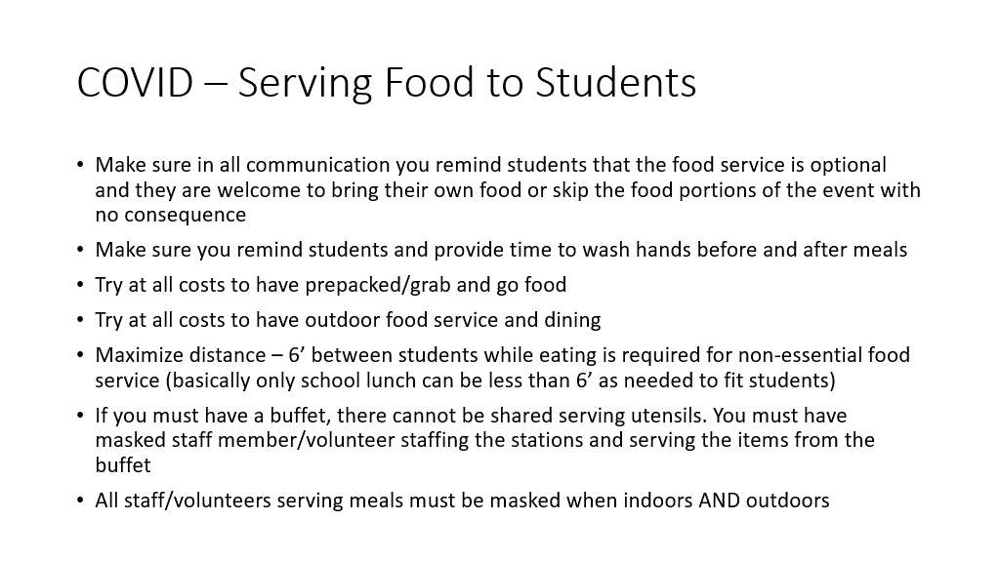 COVID – Serving Food to Students
• Make sure in all communication you remind students that the food service is optional
and they are welcome to bring their own food or skip the food portions of the event with
no consequence
• Make sure you remind students and provide time to wash hands before and after meals
• Try at all costs to have prepacked/grab and go food
• Try at all costs to have outdoor food service and dining
• Maximize distance – 6’ between students while eating is required for non-essential food
service (basically only school lunch can be less than 6’ as needed to fit students)
• If you must have a buffet, there cannot be shared serving utensils. You must have
masked staff member/volunteer staffing the stations and serving the items from the
buffet
• All staff/volunteers serving meals must be masked when indoors AND outdoors